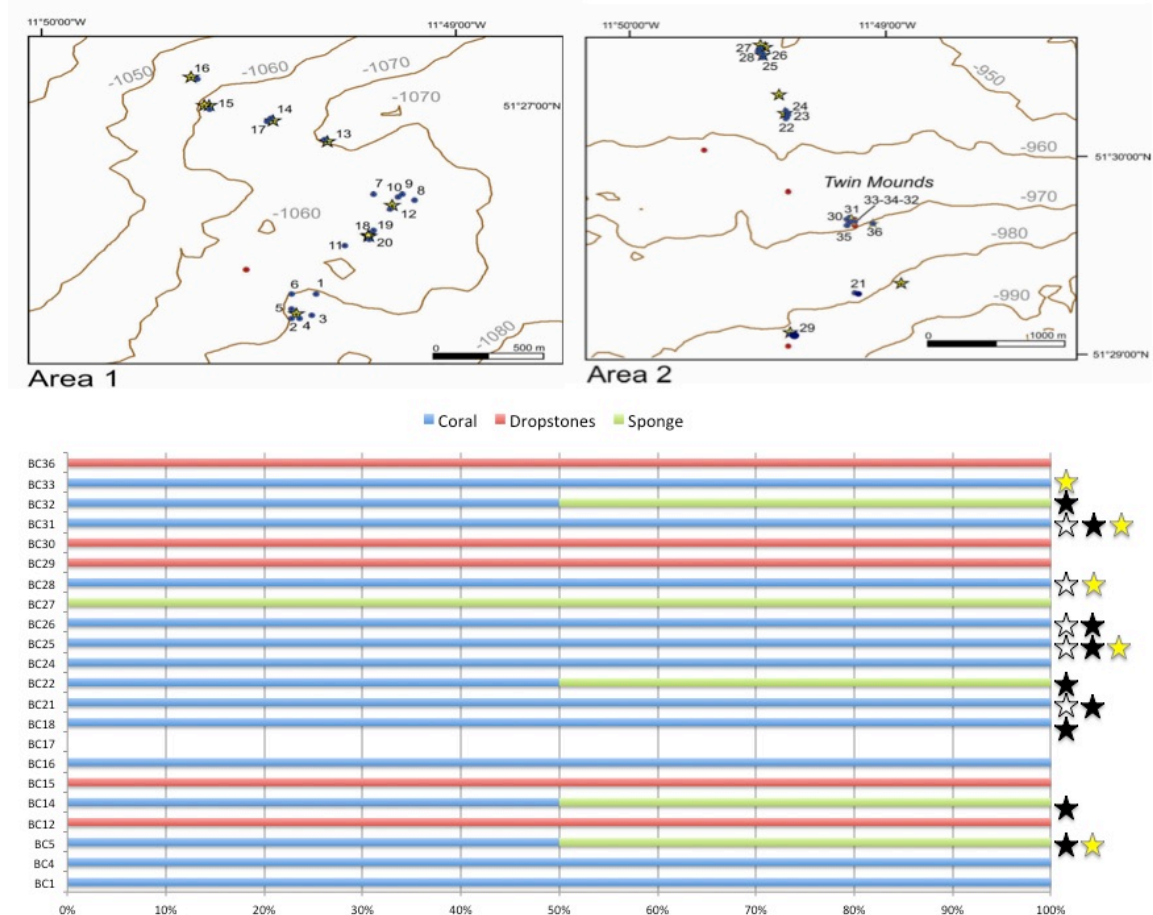 11°50'00"W 11°49'00"W
-1050 -1060 -1070
-1070
51°27'00"N
16
15
14
17
13
7 10 9 8
12
-1060
18 19
20
11
6 1
5
2 4 3
-1080
0 500 m
Area 1
11°50'00"W 11°49'00"W
27 26
28
25
-950
24
23
22
-960
51°30'00"N
Twin Mounds
-970
31 33-34-32
30
35 36
-980
21
-990
29
0 1000 m
51°29'00"N
Area 2
Coral Dropstones Sponge
BC36
BC33
BC32
BC31
BC30
BC29
BC28
BC27
BC26
BC25
BC24
BC22
BC21
BC18
BC17
BC16
BC15
BC14
BC12
BC5
BC4
BC1
0% 10% 20% 30% 40% 50% 60% 70% 80% 90% 100%